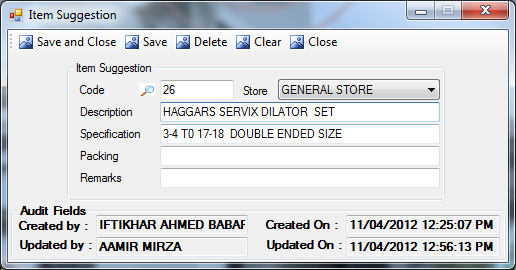 Item Suggestion
Save and Close Save Delete Clear Close
Item Suggestion
Code 26 Store GENERAL STORE
Description HAGGARS SERVIX DILATOR SET
Specification 3-4 T0 17-18 DOUBLE ENDED SIZE
Packing
Remarks
Audit Fields
Created by : IFTIKHAR AHMED BABAR Created On : 11/04/2012 12:25:07 PM
Updated by : AAMIR MIRZA Updated On : 11/04/2012 12:56:13 PM